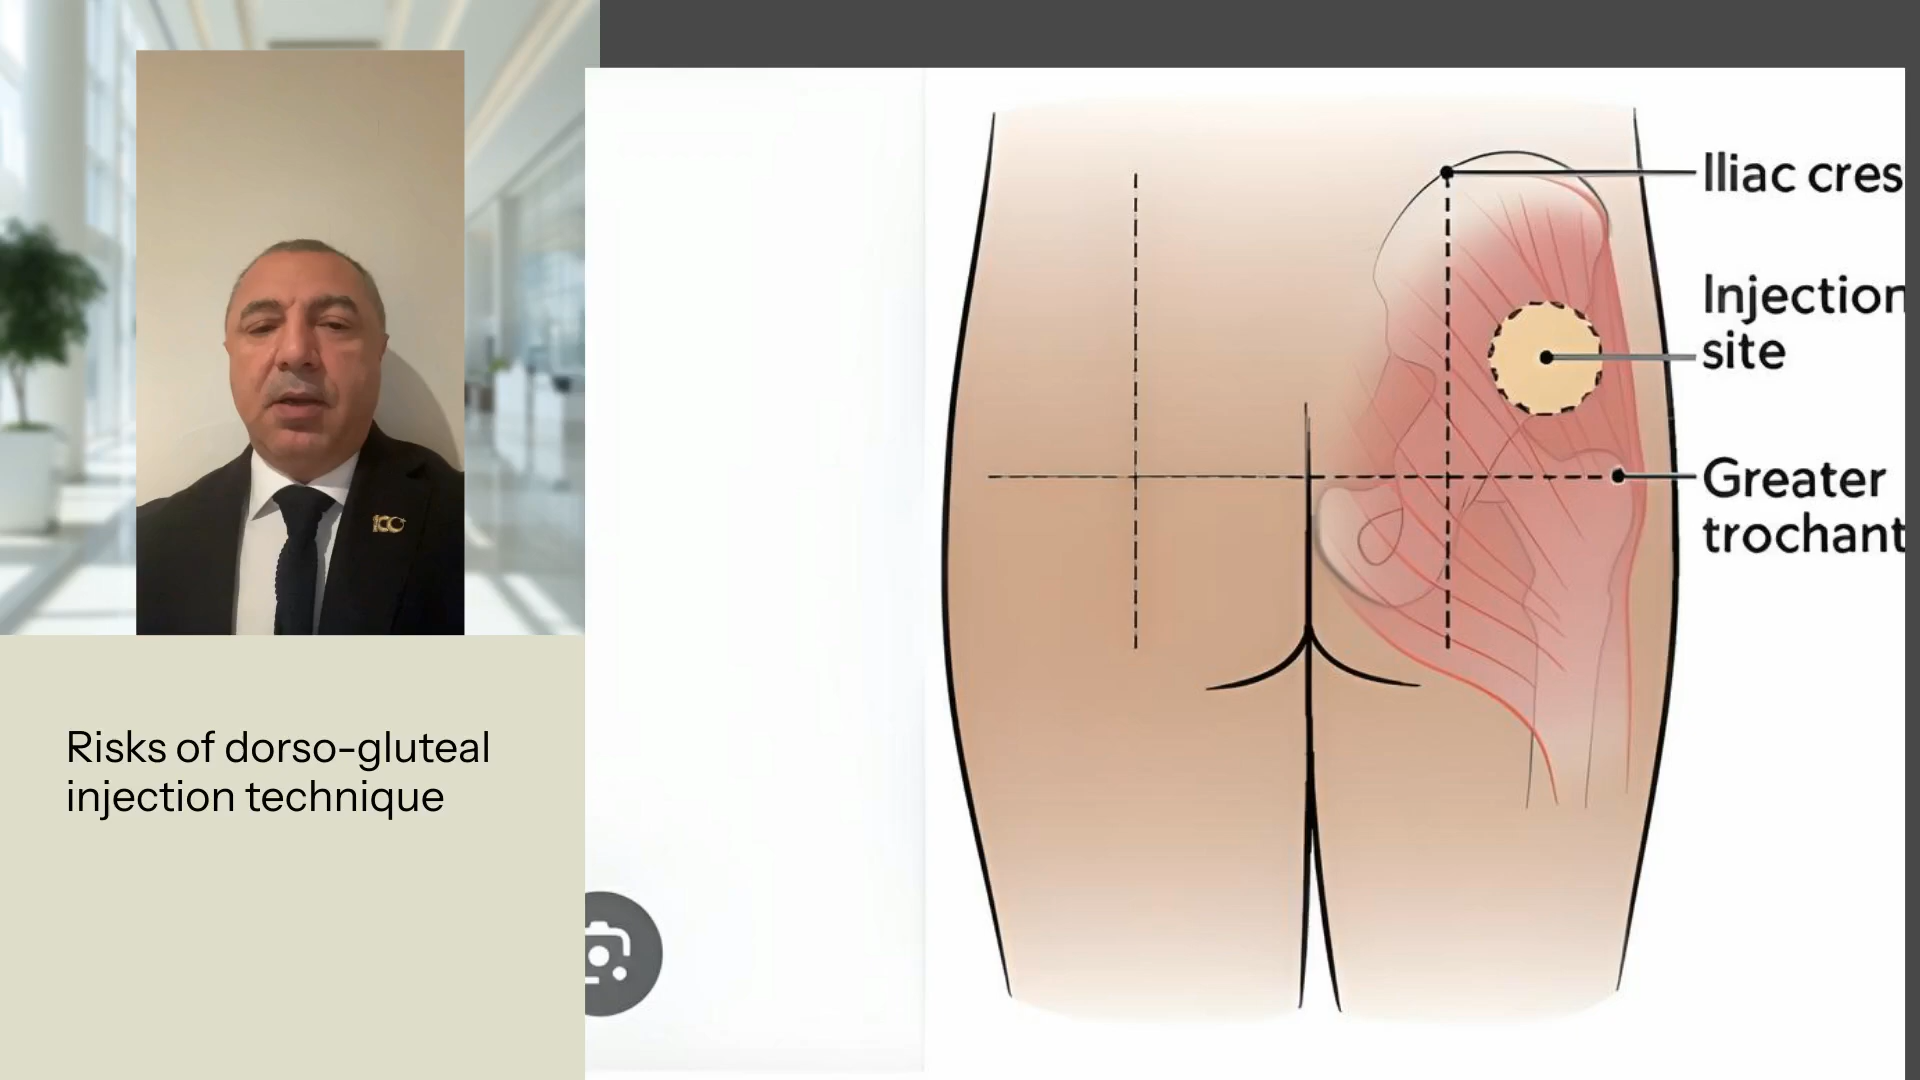 100
Risks of dorso-gluteal
injection technique
Iliac cres
Injection
site
Greater
trochant